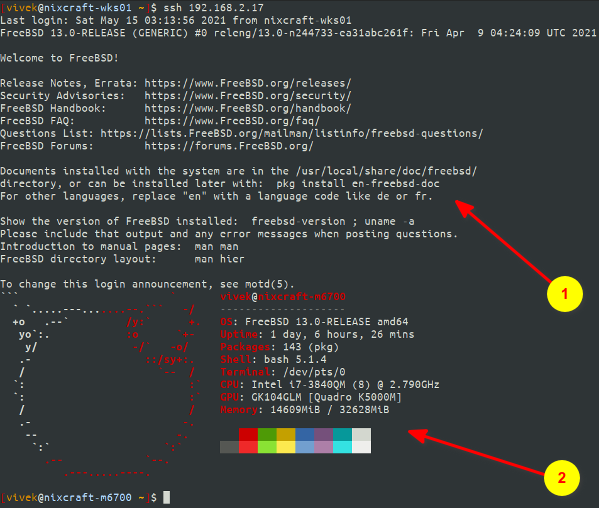 [vivek@nixcraft-wks01 ~]$ ssh 192.168.2.17
Last login: Sat May 15 03:13:56 2021 from nixcraft-wks01
FreeBSD 13.0-RELEASE (GENERIC) #0 releng/13.0-n244733-ea31abc261f: Fri Apr  9 04:24:09 UTC 2021
Welcome to FreeBSD!
Release Notes, Errata: https://www.FreeBSD.org/releases/
Security Advisories:   https://www.FreeBSD.org/security/
FreeBSD Handbook:      https://www.FreeBSD.org/handbook/
FreeBSD FAQ:           https://www.FreeBSD.org/faq/
Questions List: https://lists.FreeBSD.org/mailman/listinfo/freebsd-questions/
FreeBSD Forums:        https://forums.FreeBSD.org/
Documents installed with the system are in the /usr/local/share/doc/freebsd/
directory, or can be installed later with:  pkg install en-freebsd-doc
For other languages, replace "en" with a language code like de or fr.
Show the version of FreeBSD installed:  freebsd-version ; uname -a
Please include that output and any error messages when posting questions.
Introduction to manual pages:  man man
FreeBSD directory layout:      man hier
To change this login announcement, see motd(5).
vivek@nixcraft-m6700
-------------------
OS: FreeBSD 13.0-RELEASE amd64
Uptime: 1 day, 6 hours, 26 mins
Packages: 143 (pkg)
Shell: bash 5.1.4
Terminal: /dev/pts/0
CPU: Intel i7-3840QM (8) @ 2.790GHz
GPU: GK104GLM [Quadro K5000M]
Memory: 14609MiB / 32628MiB
[vivek@nixcraft-m6700 ~]$
1
2